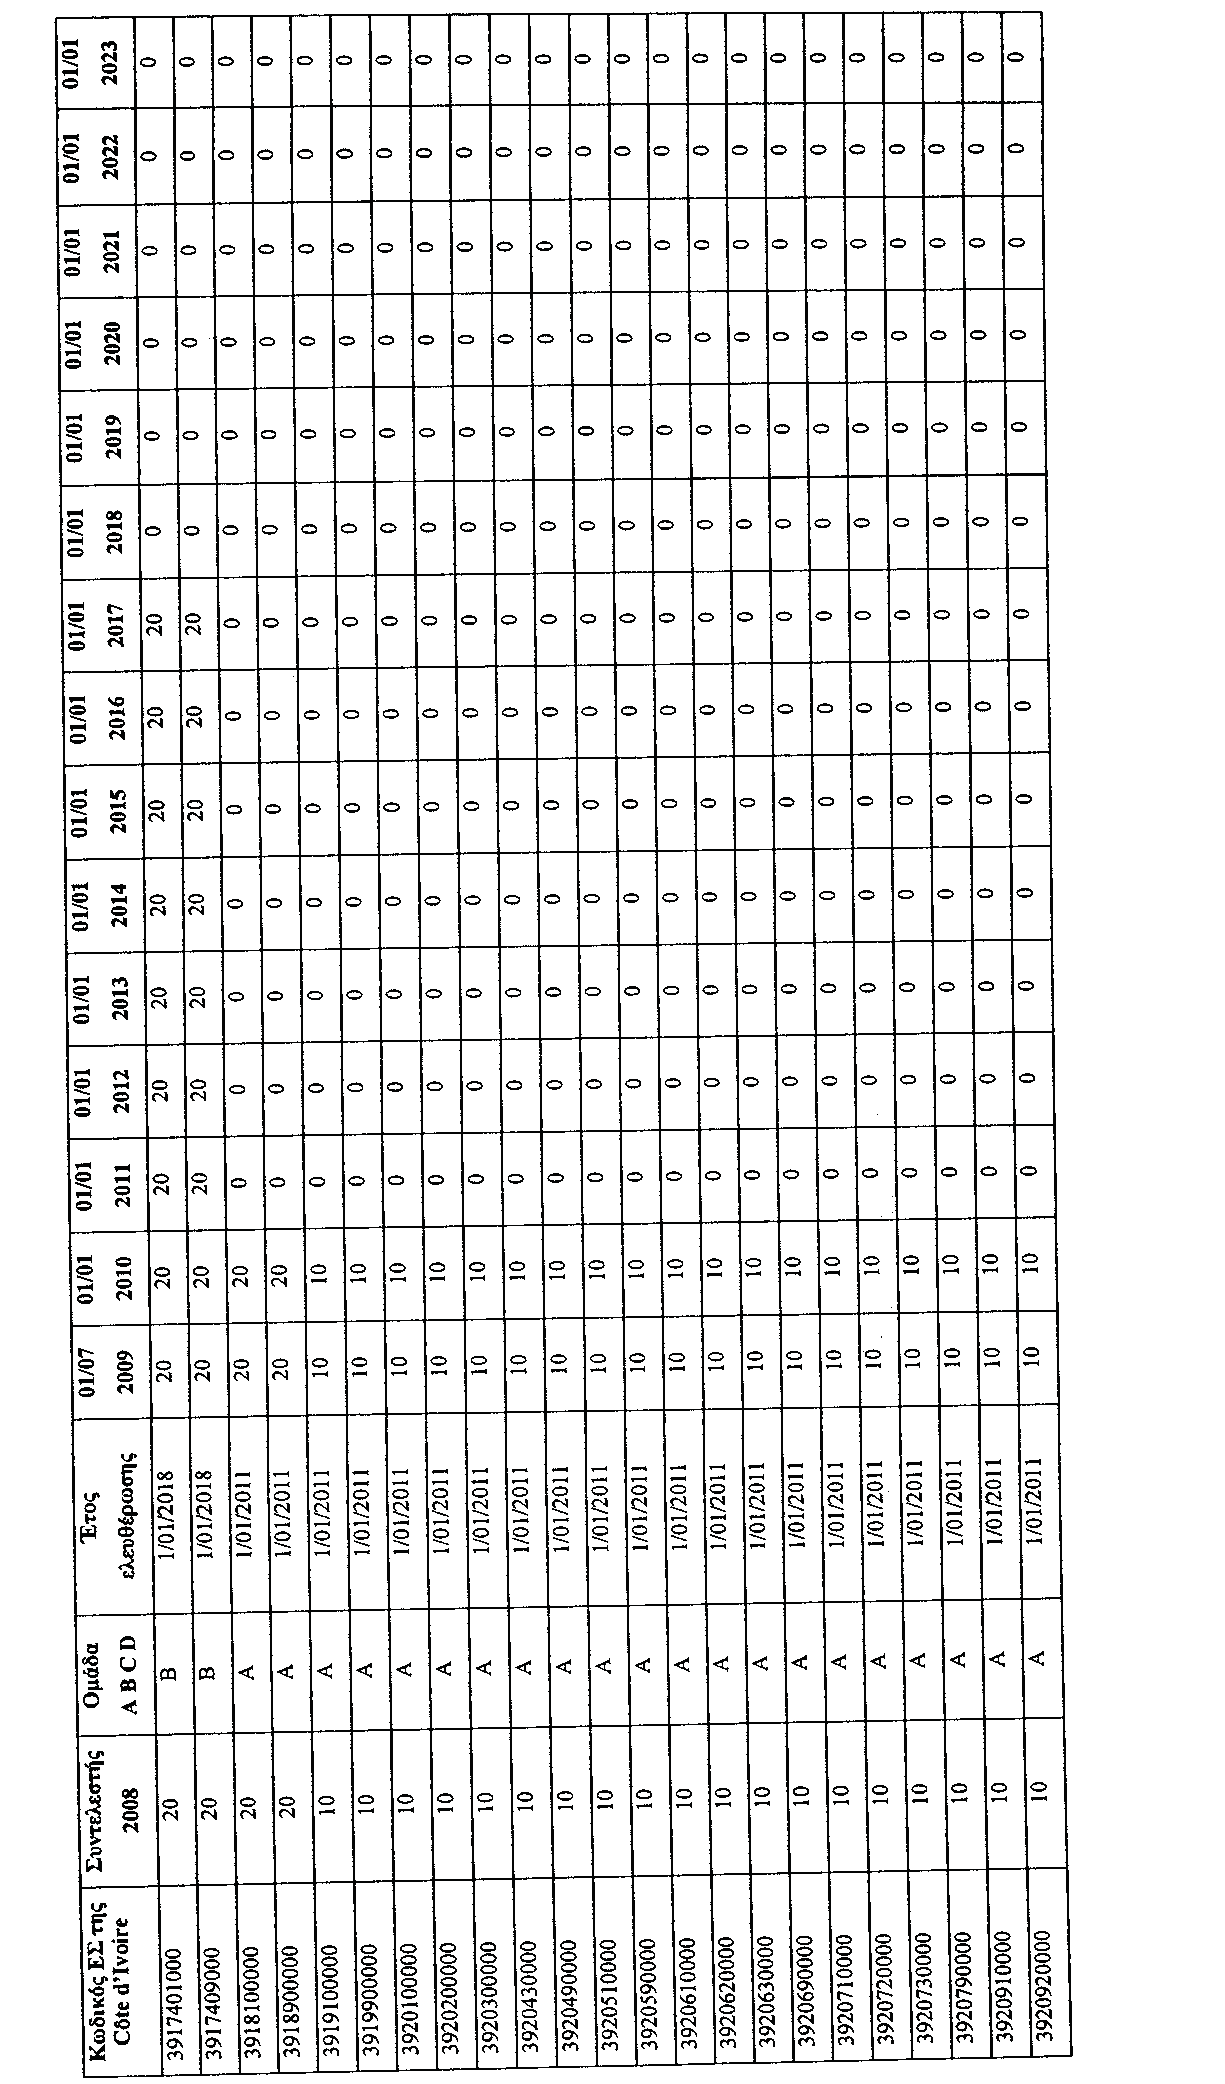 Κωδικός ΕΣ της Côte d'Ivoire Συντελεστής 2008 Ομάδα A B C D Έτος ελευθέρωσης 01/07 2009 01/01 2010 01/01 2011 01/01 2012 01/01 2013 01/01 2014 01/01 2015 01/01 2016 01/01 2017 01/01 2018 01/01 2019 01/01 2020 01/01 2021 01/01 2022 01/01 2023
3917401000 20 B 1/01/2018 20 20 20 20 20 20 20 20 20 0 0 0 0 0 0
3917409000 20 B 1/01/2018 20 20 20 20 20 20 20 20 20 0 0 0 0 0 0
3918100000 20 A 1/01/2011 20 20 0 0 0 0 0 0 0 0 0 0 0 0 0
3918900000 20 A 1/01/2011 20 20 0 0 0 0 0 0 0 0 0 0 0 0 0
3919100000 10 A 1/01/2011 10 10 0 0 0 0 0 0 0 0 0 0 0 0 0
3919900000 10 A 1/01/2011 10 10 0 0 0 0 0 0 0 0 0 0 0 0 0
3920100000 10 A 1/01/2011 10 10 0 0 0 0 0 0 0 0 0 0 0 0 0
3920200000 10 A 1/01/2011 10 10 0 0 0 0 0 0 0 0 0 0 0 0 0
3920300000 10 A 1/01/2011 10 10 0 0 0 0 0 0 0 0 0 0 0 0 0
3920430000 10 A 1/01/2011 10 10 0 0 0 0 0 0 0 0 0 0 0 0 0
3920490000 10 A 1/01/2011 10 10 0 0 0 0 0 0 0 0 0 0 0 0 0
3920510000 10 A 1/01/2011 10 10 0 0 0 0 0 0 0 0 0 0 0 0 0
3920590000 10 A 1/01/2011 10 10 0 0 0 0 0 0 0 0 0 0 0 0 0
3920610000 10 A 1/01/2011 10 10 0 0 0 0 0 0 0 0 0 0 0 0 0
3920620000 10 A 1/01/2011 10 10 0 0 0 0 0 0 0 0 0 0 0 0 0
3920630000 10 A 1/01/2011 10 10 0 0 0 0 0 0 0 0 0 0 0 0 0
3920690000 10 A 1/01/2011 10 10 0 0 0 0 0 0 0 0 0 0 0 0 0
3920710000 10 A 1/01/2011 10 10 0 0 0 0 0 0 0 0 0 0 0 0 0
3920720000 10 A 1/01/2011 10 10 0 0 0 0 0 0 0 0 0 0 0 0 0
3920730000 10 A 1/01/2011 10 10 0 0 0 0 0 0 0 0 0 0 0 0 0
3920790000 10 A 1/01/2011 10 10 0 0 0 0 0 0 0 0 0 0 0 0 0
3920910000 10 A 1/01/2011 10 10 0 0 0 0 0 0 0 0 0 0 0 0 0
3920920000 10 A 1/01/2011 10 10 0 0 0 0 0 0 0 0 0 0 0 0 0